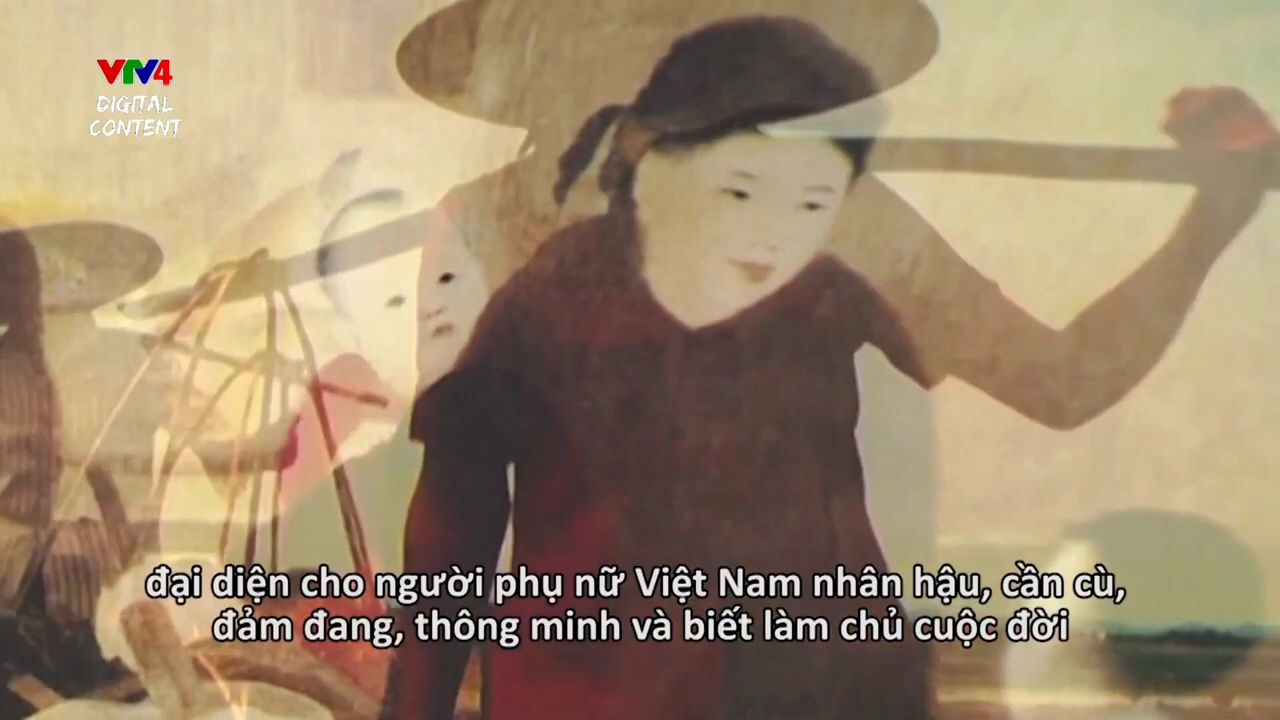 VTV4
DIGITAL
CONTENT
đại diện cho người phụ nữ Việt Nam nhân hậu, cần cù,
đảm đang, thông minh và biết làm chủ cuộc đời